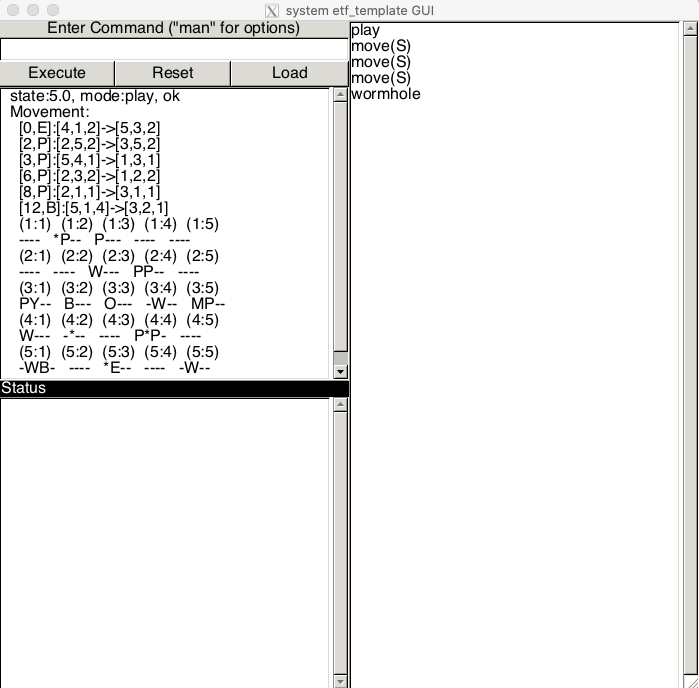 system etf_template GUI
Enter Command ("man" for options)
Execute Reset Load
state:5.0, mode:play, ok
Movement:
[0,E]:[4,1,2]->[5,3,2]
[2,P]:[2,5,2]->[3,5,2]
[3,P]:[5,4,1]->[1,3,1]
[6,P]:[2,3,2]->[1,2,2]
[8,P]:[2,1,1]->[3,1,1]
[12,B]:[5,1,4]->[3,2,1]
(1:1) (1:2) (1:3) (1:4) (1:5)
---- *P-- P--- ---- ----
(2:1) (2:2) (2:3) (2:4) (2:5)
---- ---- W--- PP-- ----
(3:1) (3:2) (3:3) (3:4) (3:5)
PY-- B--- O--- -W-- MP--
(4:1) (4:2) (4:3) (4:4) (4:5)
W--- -*-- ---- P*P- ----
(5:1) (5:2) (5:3) (5:4) (5:5)
-WB- ---- *E-- ---- -W--
Status
play
move(S)
move(S)
move(S)
wormhole